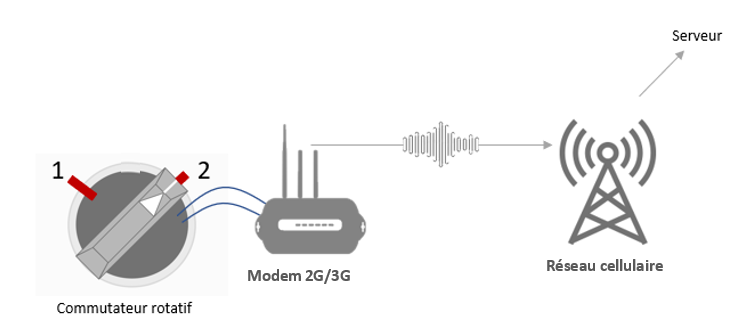 Serveur
1
2
Modem 2G/3G
Réseau cellulaire
Commutateur rotatif